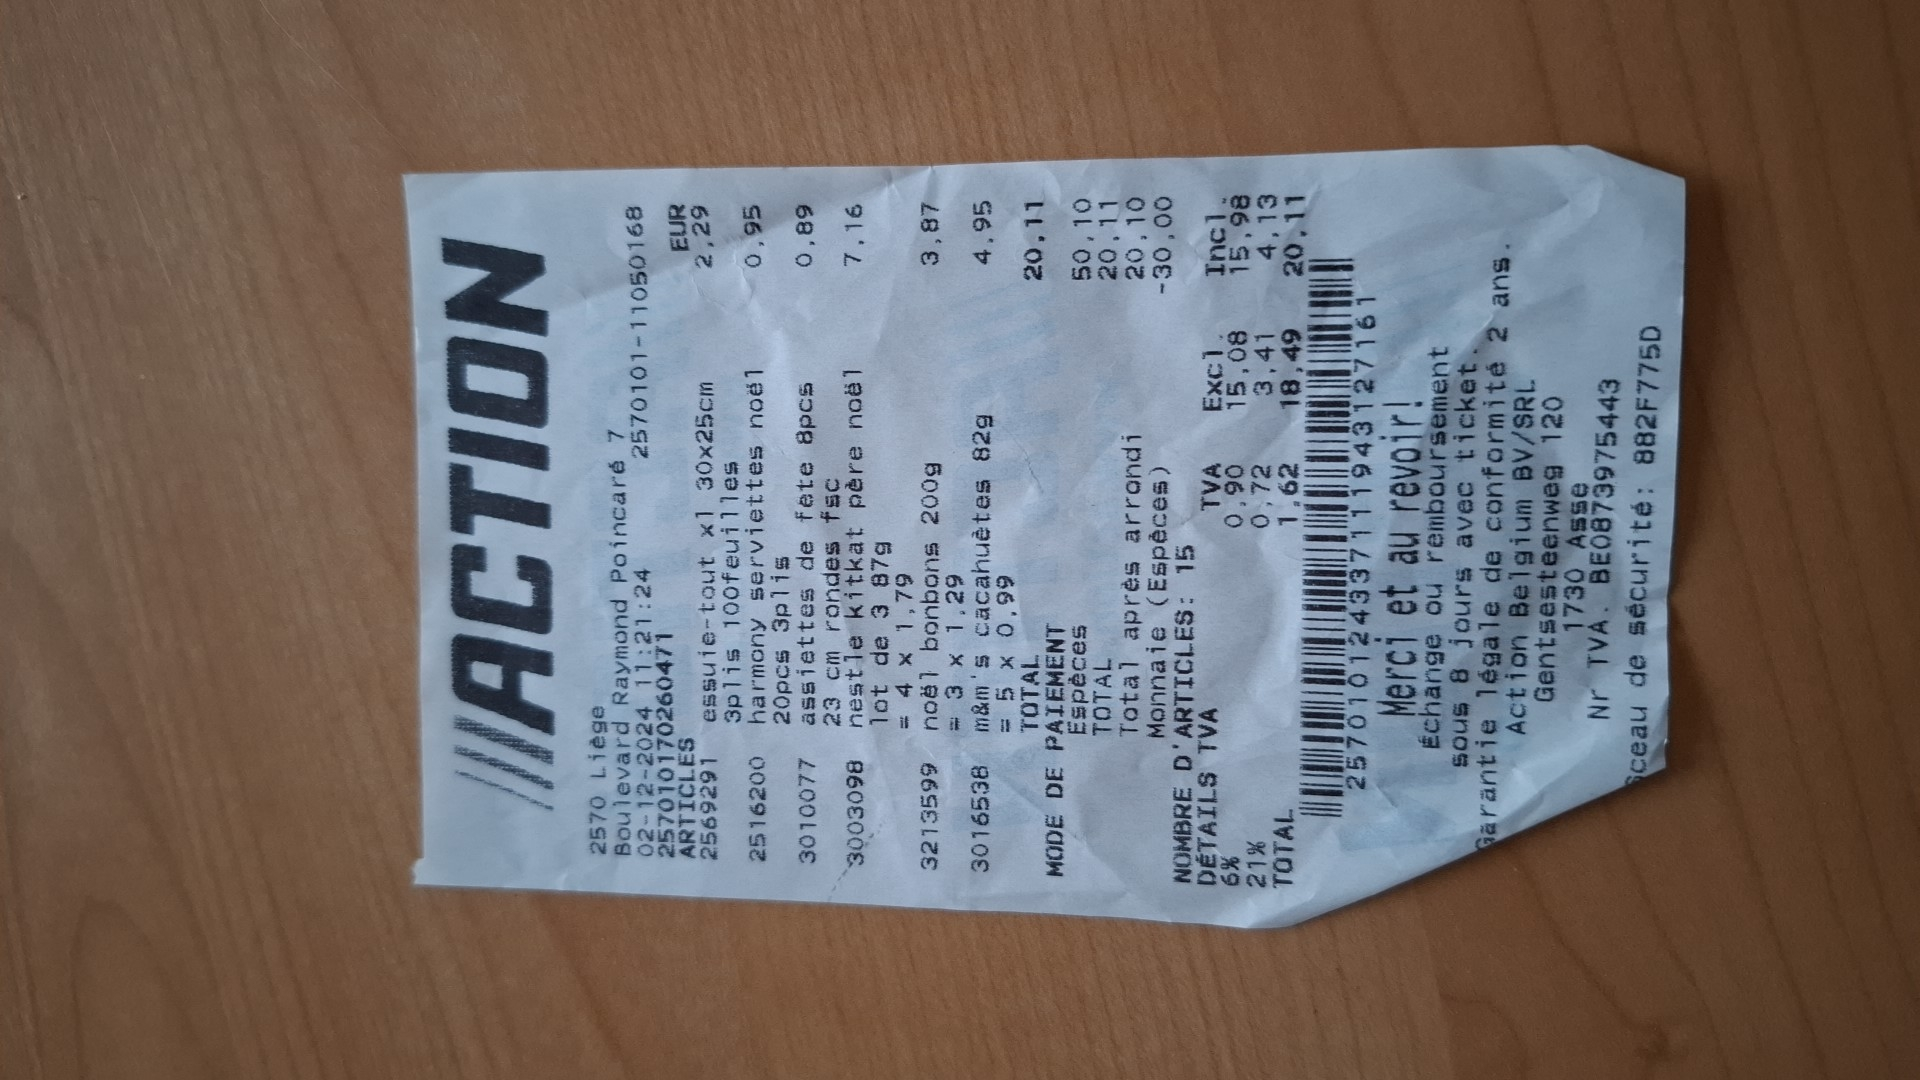 ///ACTION
2570 Liège
Boulevard Raymond Poincaré 7
02-12-2024 11:21:24 2570101-11050168
2570101702604​71
ARTICLES EUR
2569291 essuie-tout x1 30x25cm 2,29
3plis 100feuilles
2516200 harmony serviettes noël 0,95
20pcs 3plis
3010077 assiettes de fete 8pcs 0,89
23 cm rondes fsc
3003098 nestle kitkat père noël 7,16
lot de 3 87g
= 4 x 1,79
3213599 noël bonbons 200g 3,87
= 3 x 1,29
3016538 m&m's cacahuètes 82g 4,95
= 5 x 0,99
TOTAL 20,11
MODE DE PAIEMENT
Espèces 50,10
TOTAL 20,11
Total après arrondi 20,10
Monnaie (Espèces) -30,00
NOMBRE D'ARTICLES: 15
DÉTAILS TVA TVA Excl. Incl.
6% 0,90 15,08 15,98
21% 0,72 3,41 4,13
TOTAL 1,62 18,49 20,11
257010124337111943127161
Merci et au revoir!
Échange ou remboursement
sous 8 jours avec ticket.
Garantie légale de conformité 2 ans.
Action Belgium BV/SRL
Gentsesteenweg 120
1730 Asse
Nr TVA. BE0873975443
Sceau de sécurité: 882F775D